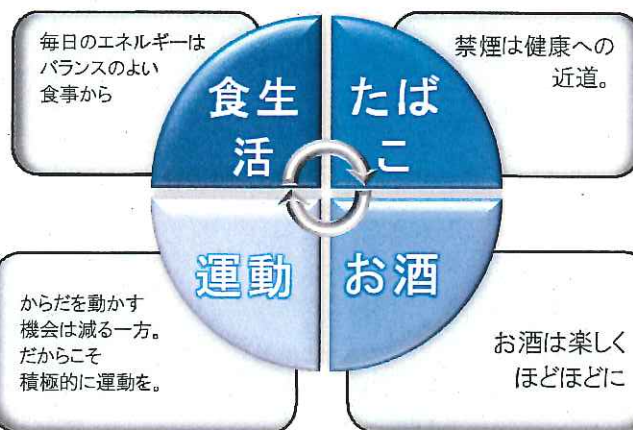 毎日のエネルギーは
バランスのよい
食事から
食生
活
たば
こ
禁煙は健康への
近道。
運動
お酒
からだを動かす
機会は減る一方。
だからこそ
積極的に運動を。
お酒は楽しく
ほどほどに